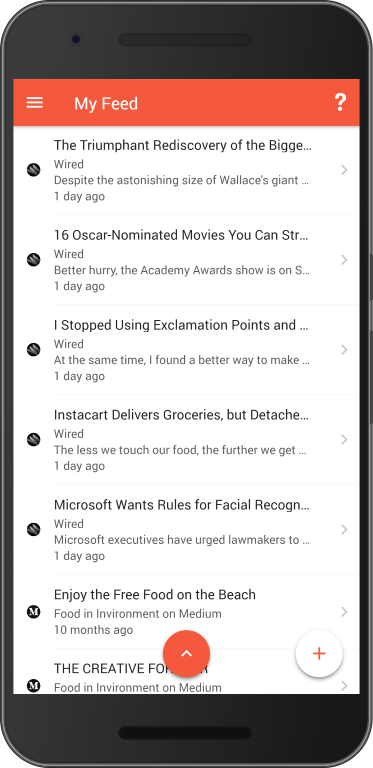 My Feed
?
The Triumphant Rediscovery of the Bigge…
Wired
Despite the astonishing size of Wallace's giant …
1 day ago
16 Oscar-Nominated Movies You Can Str…
Wired
Better hurry, the Academy Awards show is on S…
1 day ago
I Stopped Using Exclamation Points and …
Wired
At the same time, I found a better way to make …
1 day ago
Instacart Delivers Groceries, but Detache…
Wired
The less we touch our food, the further we get …
1 day ago
Microsoft Wants Rules for Facial Recogn…
Wired
Microsoft executives have urged lawmakers to …
1 day ago
M
Enjoy the Free Food on the Beach
Food in Invironment on Medium
10 months ago
M
THE CREATIVE
Food in Invironment on Medium